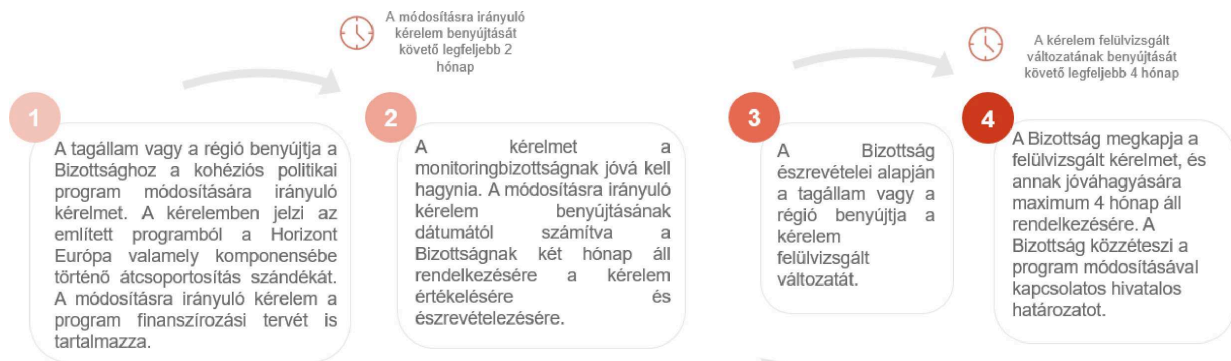 A módosításra irányuló
kérelem benyújtását
követő legfeljebb 2
hónap
A kérelem felülvizsgált
változatának benyújtását
követő legfeljebb 4 hónap
1
A tagállam vagy a régió benyújtja a
Bizottsághoz a kohéziós politikai
program módosítására irányuló
kérelmet. A kérelemben jelzi az
említett programból a Horizont
Európa valamely komponensébe
történő átcsoportosítás szándékát.
A módosításra irányuló kérelem a
program finanszírozási tervét is
tartalmazza.
2
A kérelmet a
monitoringbizottságnak jóvá kell
hagynia. A módosításra irányuló
kérelem benyújtásának
dátumától számítva a
Bizottságnak két hónap áll
rendelkezésére a kérelem
értékelésére és
észrevételezésére.
3
A Bizottság
észrevételei alapján
a tagállam vagy a
régió benyújtja a
kérelem
felülvizsgált
változatát.
4
A Bizottság megkapja a
felülvizsgált kérelmet, és
annak jóváhagyására
maximum 4 hónap áll
rendelkezésére. A
Bizottság közzéteszi a
program módosításával
kapcsolatos hivatalos
határozatot.